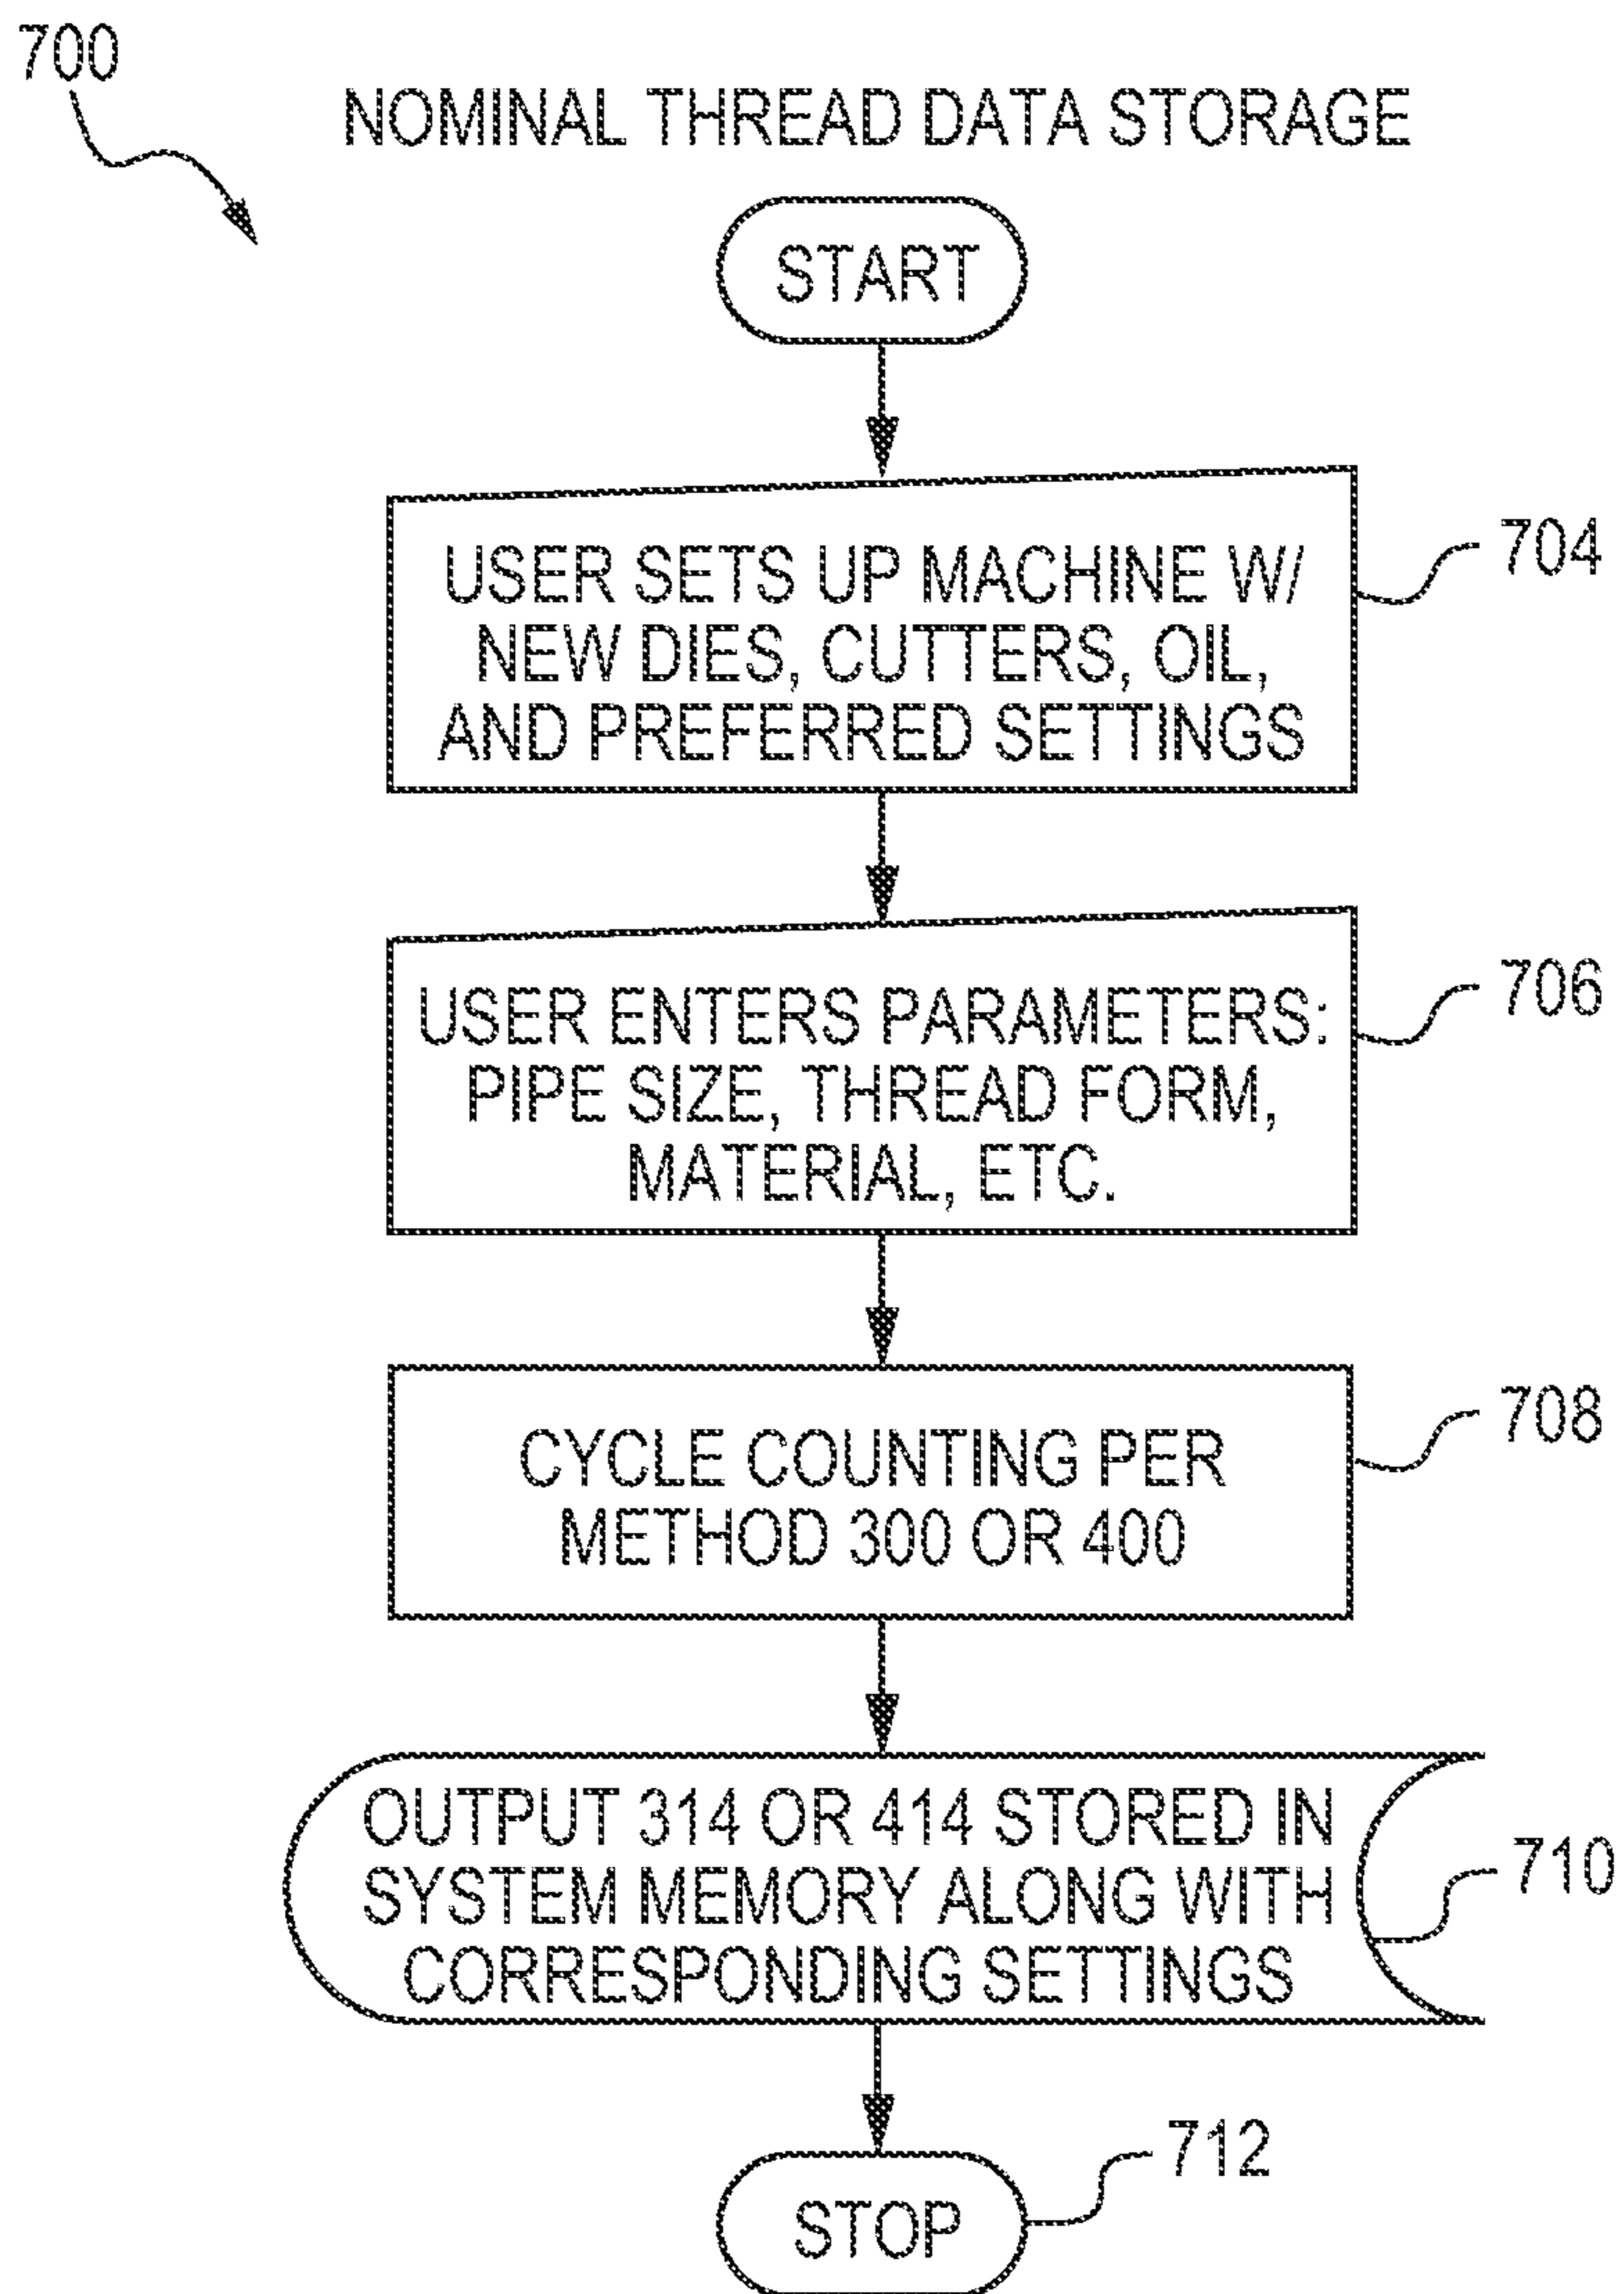 700
NOMINAL THREAD DATA STORAGE
START
USER SETS UP MACHINE W/
NEW DIES, CUTTERS, OIL,
AND PREFERRED SETTINGS
704
USER ENTERS PARAMETERS:
PIPE SIZE, THREAD FORM,
MATERIAL, ETC.
706
CYCLE COUNTING PER
METHOD 300 OR 400
708
OUTPUT 314 OR 414 STORED IN
SYSTEM MEMORY ALONG WITH
CORRESPONDING SETTINGS
710
STOP
712